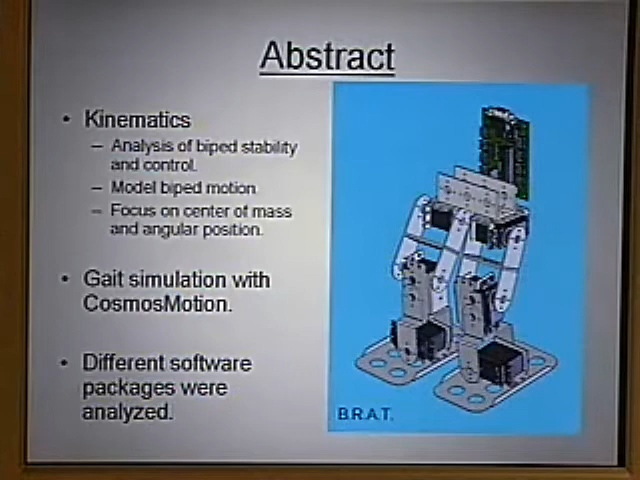 Abstract
• Kinematics
– Analysis of biped stability
and control.
– Model biped motion
– Focus on center of mass
and angular position.
• Gait simulation with
CosmosMotion.
• Different software
packages were
analyzed.
B.R.A.T.